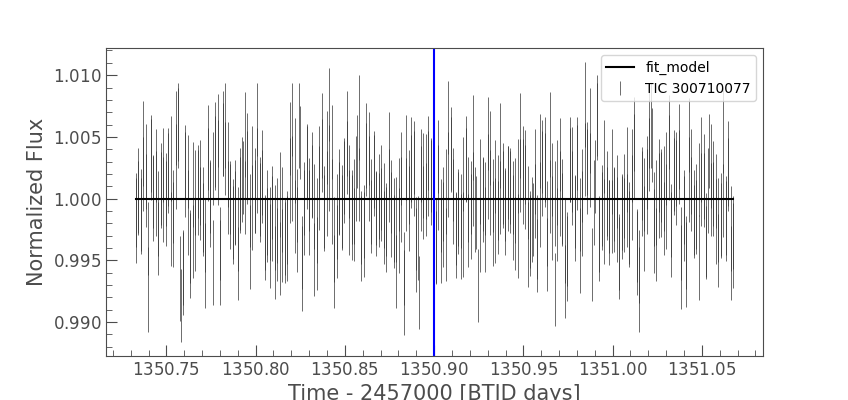 fit_model
TIC 300710077
1.010
1.005
1.000
0.995
0.990
Normalized Flux
1350.75 1350.80 1350.85 1350.90 1350.95 1351.00 1351.05
Time - 2457000 [BTJD days]